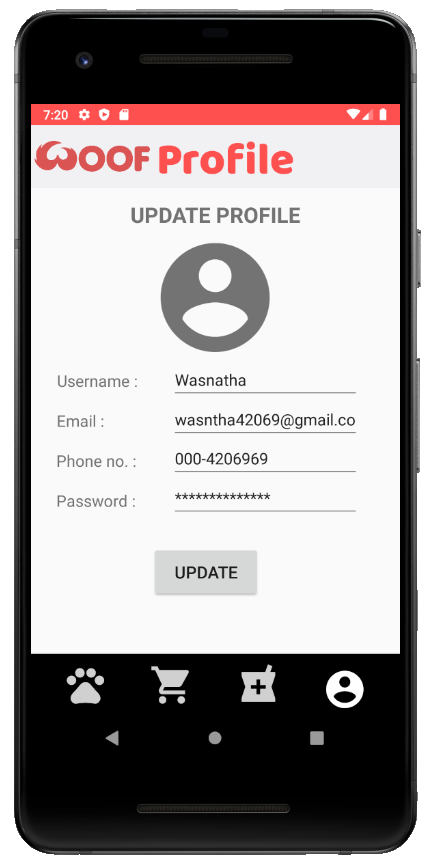 7:20
WOOF Profile
UPDATE PROFILE
Username : Wasnatha
Email : wasntha42069@gmail.co
Phone no. : 000-4206969
Password : **************
UPDATE